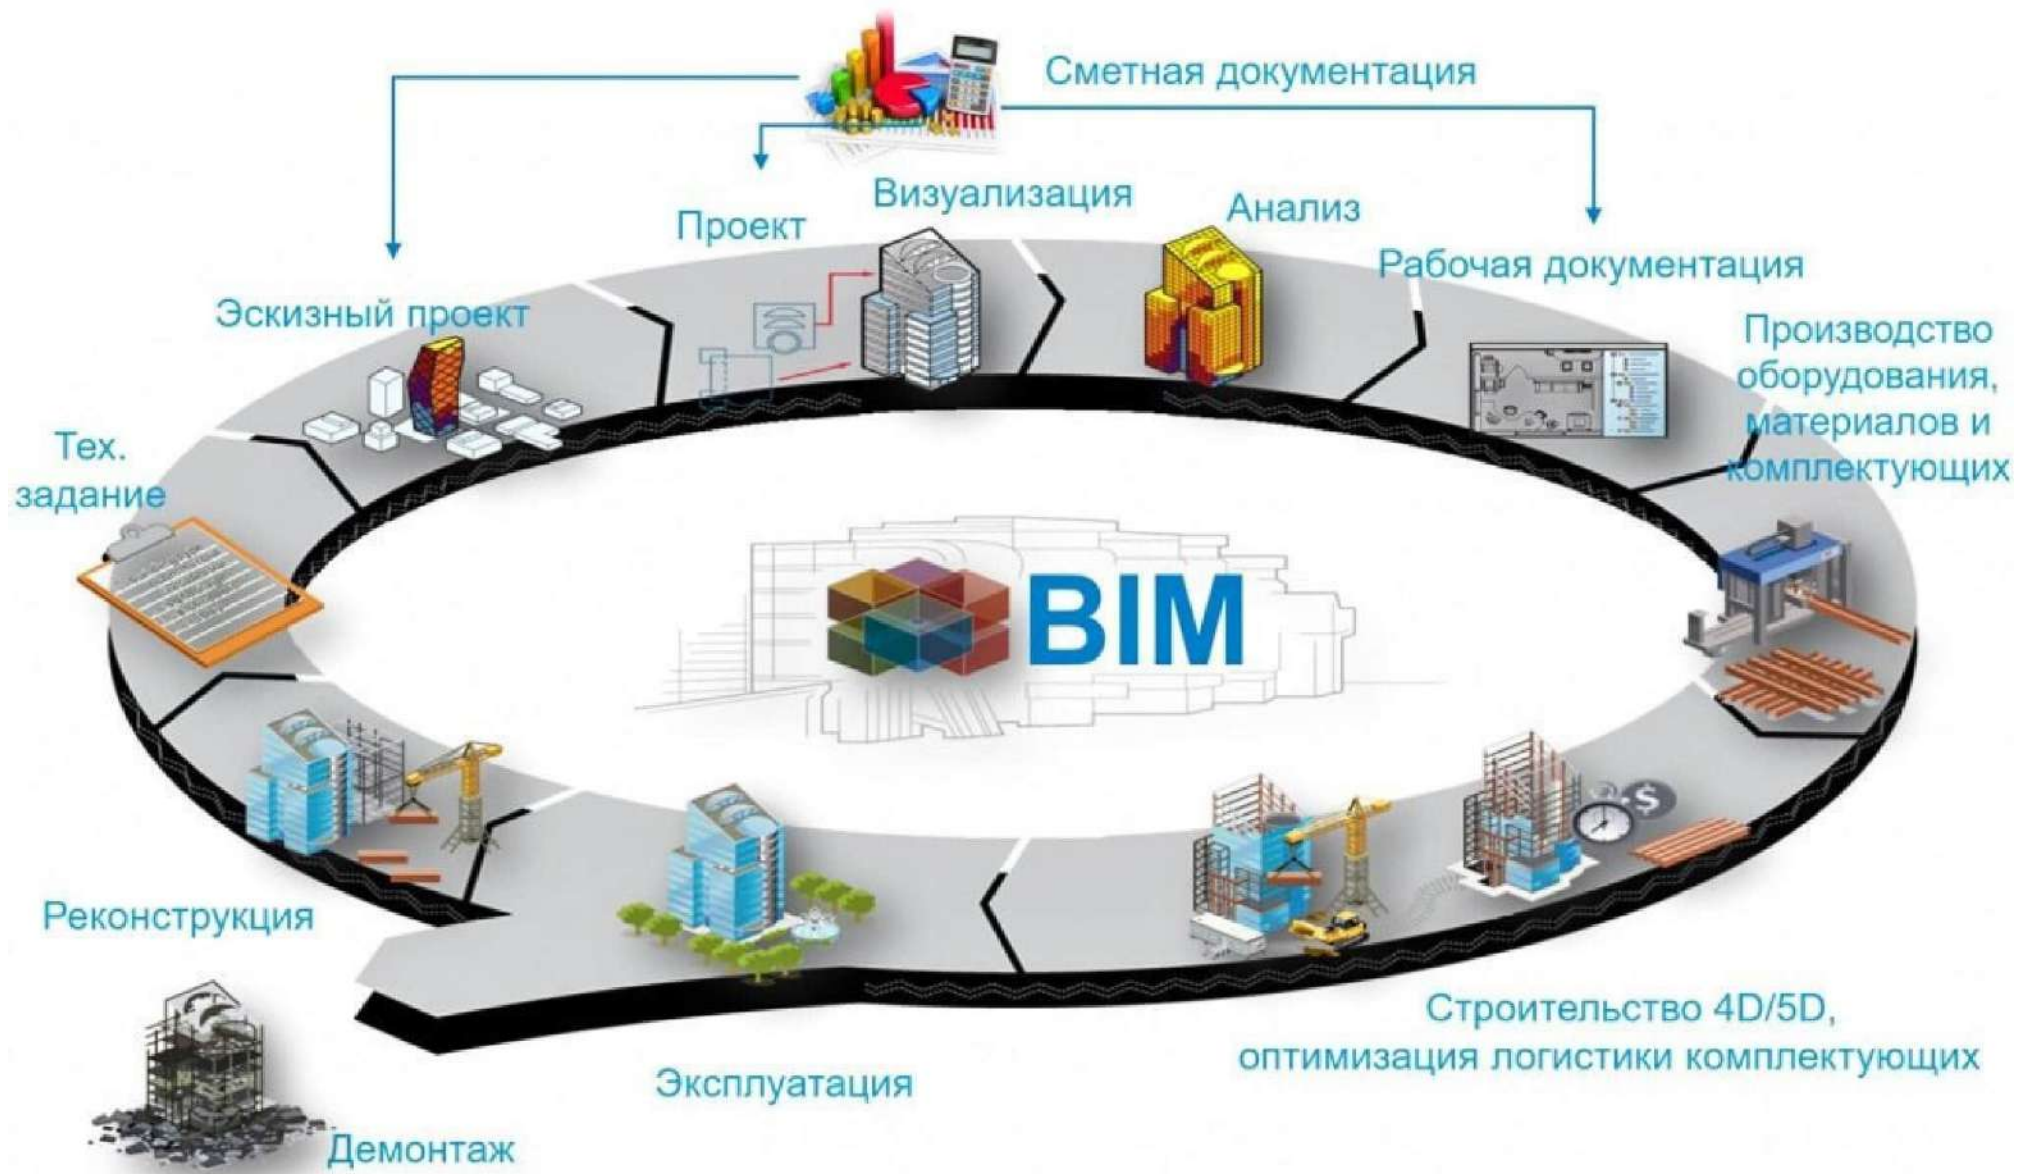 Сметная документация
Визуализация
Анализ
Проект
Рабочая документация
Эскизный проект
Производство
оборудования,
материалов и
комплектующих
Тех.
задание
BIM
$
Реконструкция
Строительство 4D/5D,
оптимизация логистики комплектующих
Эксплуатация
Демонтаж